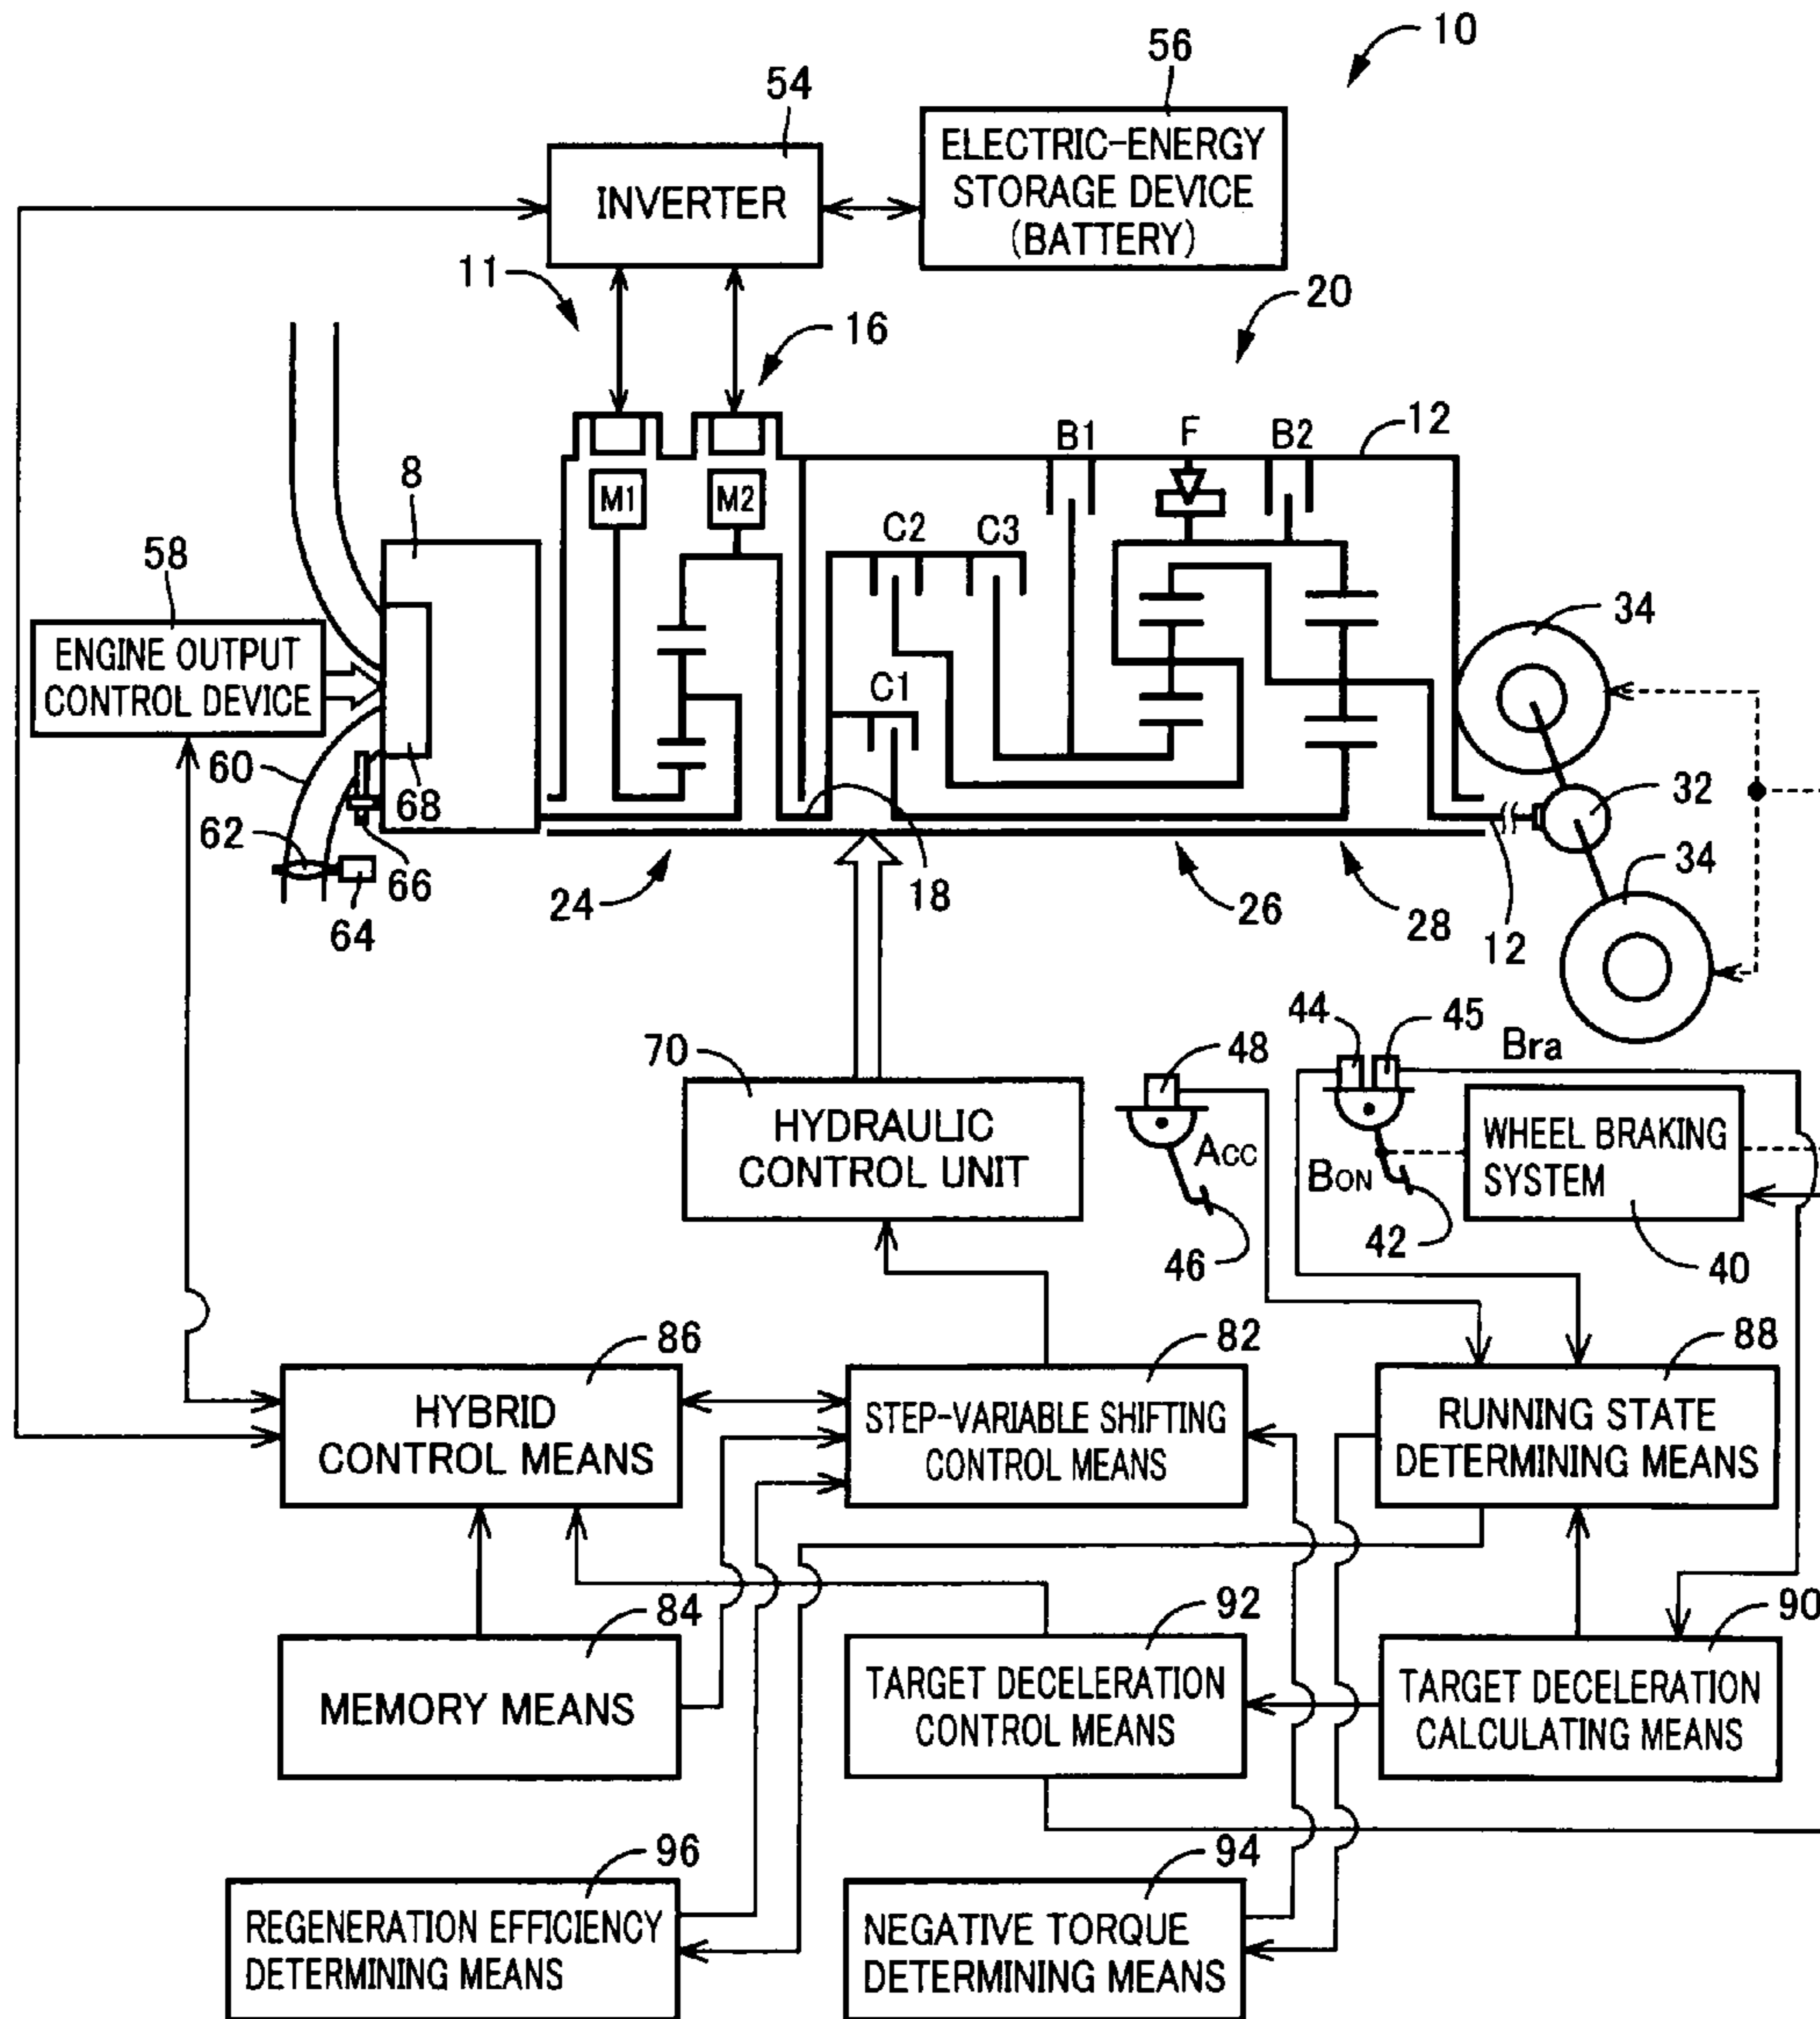 10
56
54
ELECTRIC-ENERGY
STORAGE DEVICE
(BATTERY)
INVERTER
11
16
20
B1
F
B2
12
8
M1
M2
C2
C3
58
34
ENGINE OUTPUT
CONTROL DEVICE
C1
60
68
32
62
66
18
34
24
26
28
12
64
44
45
Bra
70
48
HYDRAULIC
CONTROL UNIT
ACC
BON
WHEEL BRAKING
SYSTEM
46
42
40
86
82
88
HYBRID
CONTROL MEANS
STEP-VARIABLE SHIFTING
CONTROL MEANS
RUNNING STATE
DETERMINING MEANS
84
92
90
MEMORY MEANS
TARGET DECELERATION
CONTROL MEANS
TARGET DECELERATION
CALCULATING MEANS
96
94
REGENERATION EFFICIENCY
DETERMINING MEANS
NEGATIVE TORQUE
DETERMINING MEANS